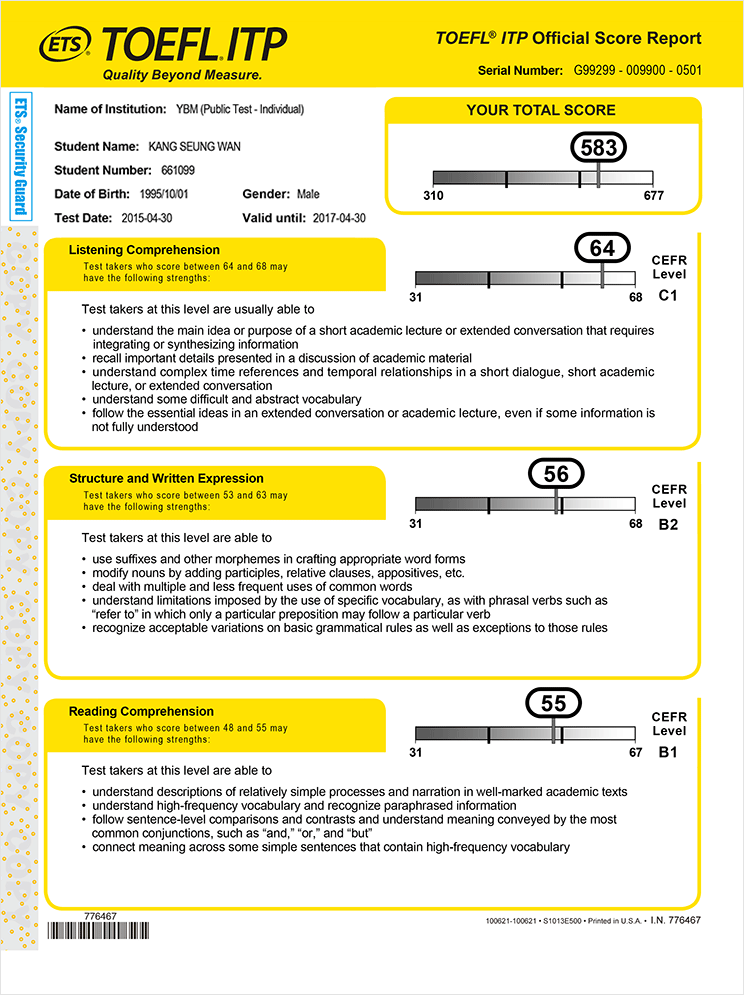 ETS® TOEFL® ITP
Quality Beyond Measure.
TOEFL® ITP Official Score Report
Serial Number: G99299 - 009900 - 0501
ETS® Security Guard
Name of Institution: YBM (Public Test - Individual)
Student Name: KANG SEUNG WAN
Student Number: 661099
Date of Birth: 1995/10/01 Gender: Male
Test Date: 2015-04-30 Valid until: 2017-04-30
YOUR TOTAL SCORE
583
310 677
Listening Comprehension
Test takers who score between 64 and 68 may
have the following strengths:
64
31 68
CEFR
Level
C1
Test takers at this level are usually able to
• understand the main idea or purpose of a short academic lecture or extended conversation that requires
integrating or synthesizing information
• recall important details presented in a discussion of academic material
• understand complex time references and temporal relationships in a short dialogue, short academic
lecture, or extended conversation
• understand some difficult and abstract vocabulary
• follow the essential ideas in an extended conversation or academic lecture, even if some information is
not fully understood
Structure and Written Expression
Test takers who score between 53 and 63 may
have the following strengths:
56
31 68
CEFR
Level
B2
Test takers at this level are able to
• use suffixes and other morphemes in crafting appropriate word forms
• modify nouns by adding participles, relative clauses, appositives, etc.
• deal with multiple and less frequent uses of common words
• understand limitations imposed by the use of specific vocabulary, as with phrasal verbs such as
“refer to” in which only a particular preposition may follow a particular verb
• recognize acceptable variations on basic grammatical rules as well as exceptions to those rules
Reading Comprehension
Test takers who score between 48 and 55 may
have the following strengths:
55
31 67
CEFR
Level
B1
Test takers at this level are able to
• understand descriptions of relatively simple processes and narration in well-marked academic texts
• understand high-frequency vocabulary and recognize paraphrased information
• follow sentence-level comparisons and contrasts and understand meaning conveyed by the most
common conjunctions, such as “and,” “or,” and “but”
• connect meaning across some simple sentences that contain high-frequency vocabulary
776467
100621-100621 • S1013E500 • Printed in U.S.A. • I.N. 776467